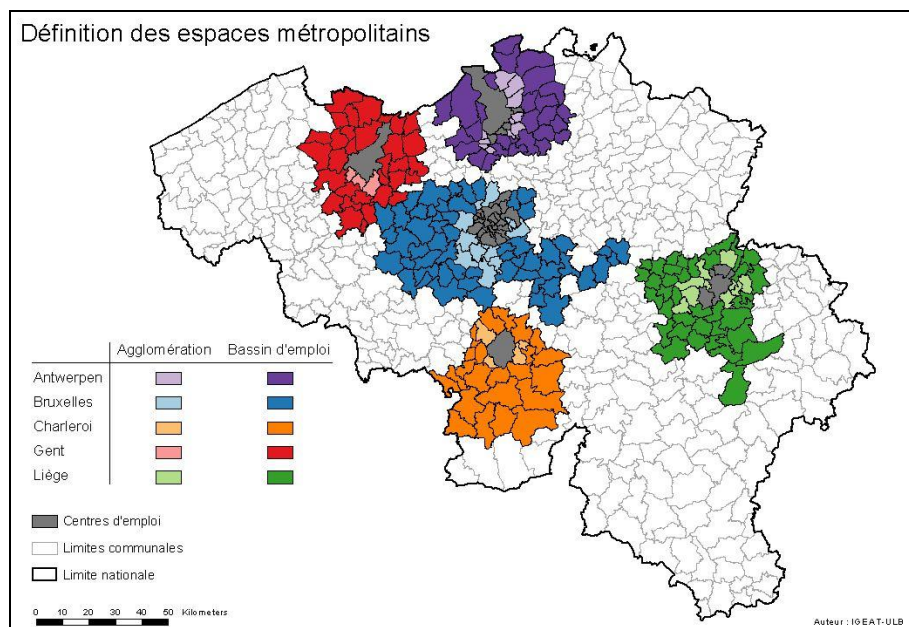 Définition des espaces métropolitains
Agglomération Bassin d'emploi
Antwerpen
Bruxelles
Charleroi
Gent
Liège
Centres d'emploi
Limites communales
Limite nationale
0 10 20 30 40 50 Kilometers
Auteur : IGEAT-ULB